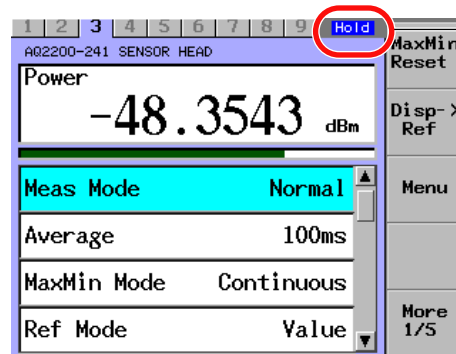 1 2 3 4 5 6 7 8 9 Hold
AQ2200-241 SENSOR HEAD
Power
-48.3543 dBm
Meas Mode Normal
Average 100ms
MaxMin Mode Continuous
Ref Mode Value
MaxMin
Reset
Disp->
Ref
Menu
More
1/5